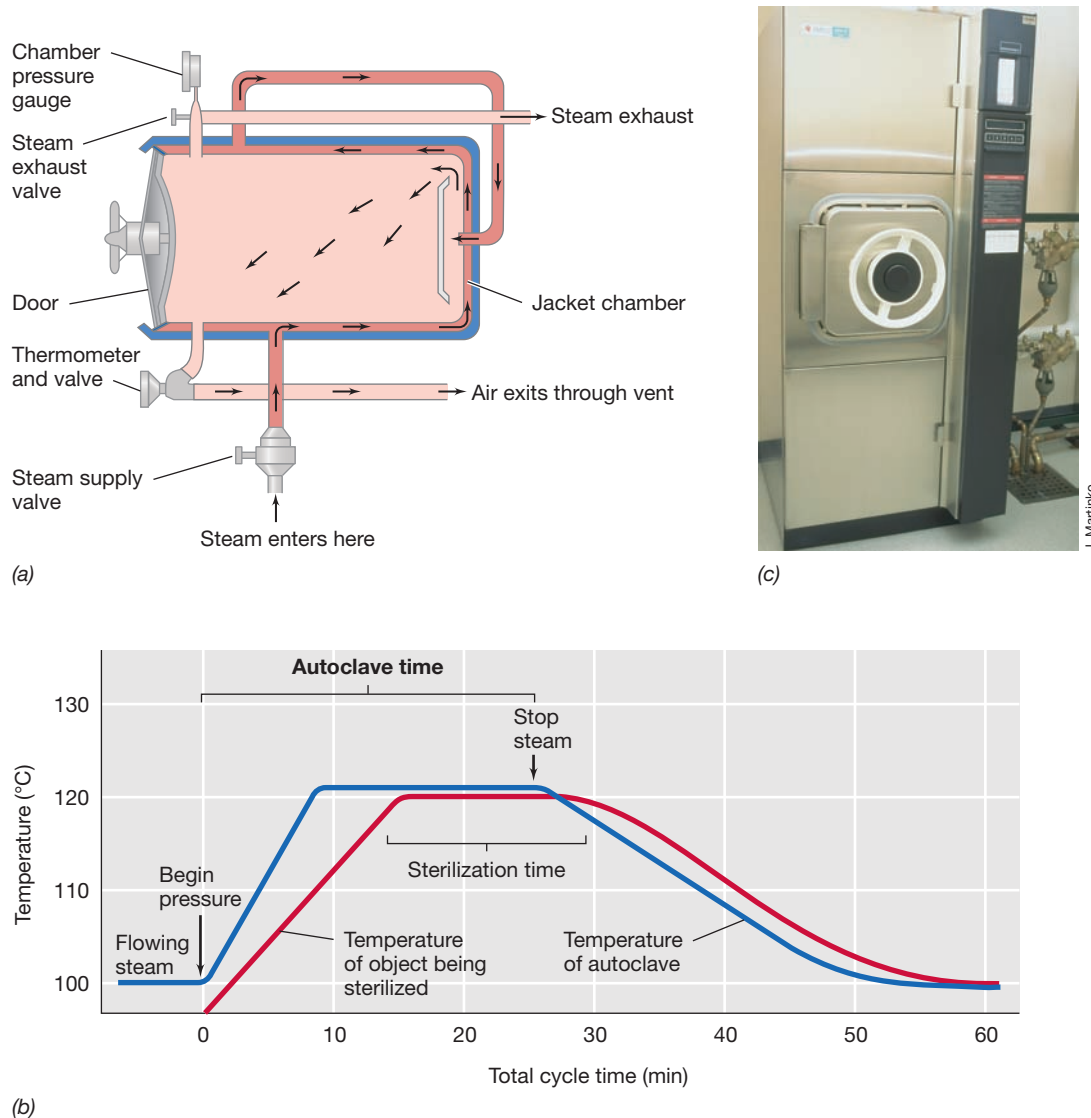 (a)
Chamber
pressure
gauge
Steam
exhaust
valve
Steam exhaust
Door
Jacket chamber
Thermometer
and valve
Air exits through vent
Steam supply
valve
Steam enters here
(c)
J. Martinko
Autoclave time
Stop
steam
Begin
pressure
Flowing
steam
Sterilization time
Temperature
of object being
sterilized
Temperature
of autoclave
Temperature (°C)
130
120
110
100
0 10 20 30 40 50 60
Total cycle time (min)
(b)